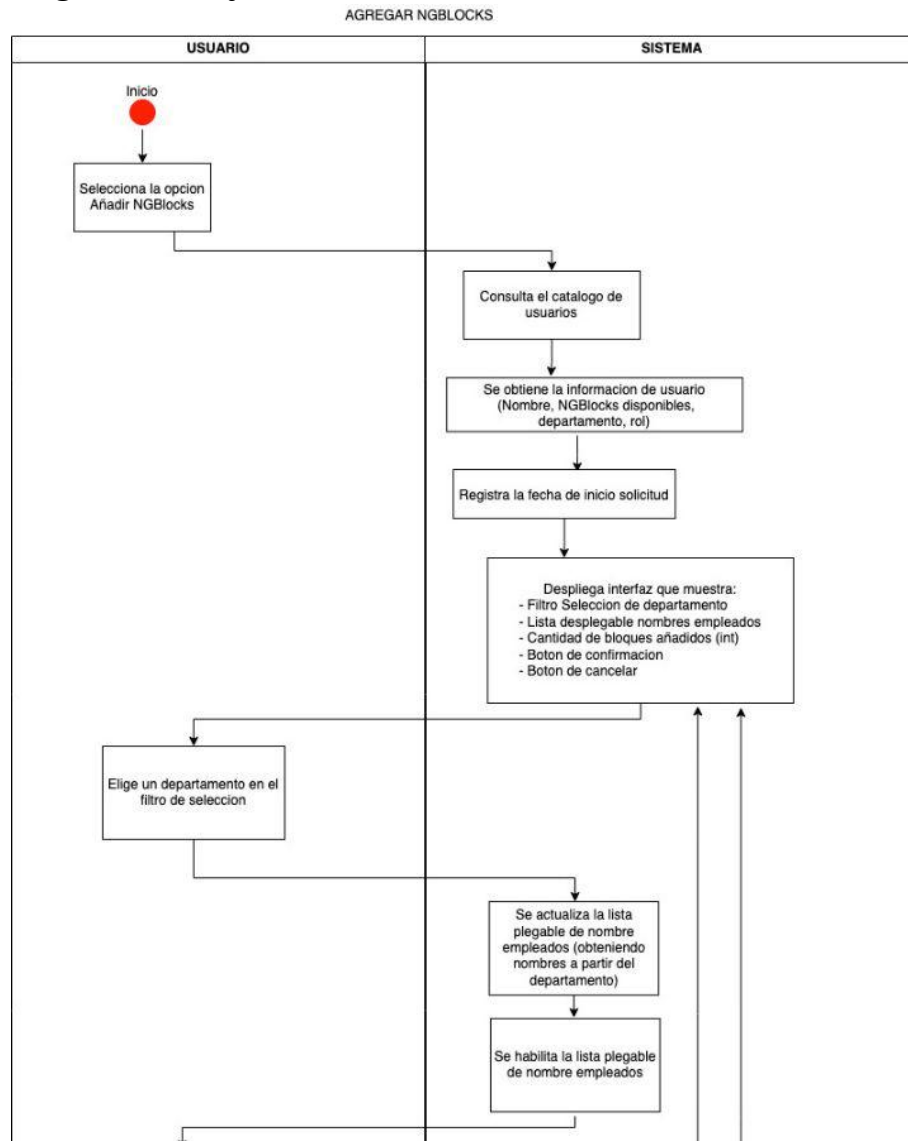 AGREGAR NGBLOCKS
USUARIO
SISTEMA
Inicio
Selecciona la opcion
Añadir NGBlocks
Consulta el catalogo de
usuarios
Se obtiene la informacion de usuario
(Nombre, NGBlocks disponibles,
departamento, rol)
Registra la fecha de inicio solicitud
Despliega interfaz que muestra:
- Filtro Seleccion de departamento
- Lista desplegable nombres empleados
- Cantidad de bloques añadidos (int)
- Boton de confirmacion
- Boton de cancelar
Elige un departamento en el
filtro de seleccion
Se actualiza la lista
plegable de nombre
empleados (obteniendo
nombres a partir del
departamento)
Se habilita la lista plegable
de nombre empleados